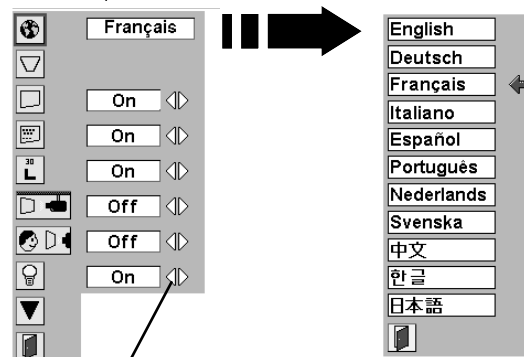 Français
On
On
30
L
On
Off
Off
On
English
Deutsch
Français
Italiano
Español
Português
Nederlands
Svenska
中文
한글
日本語